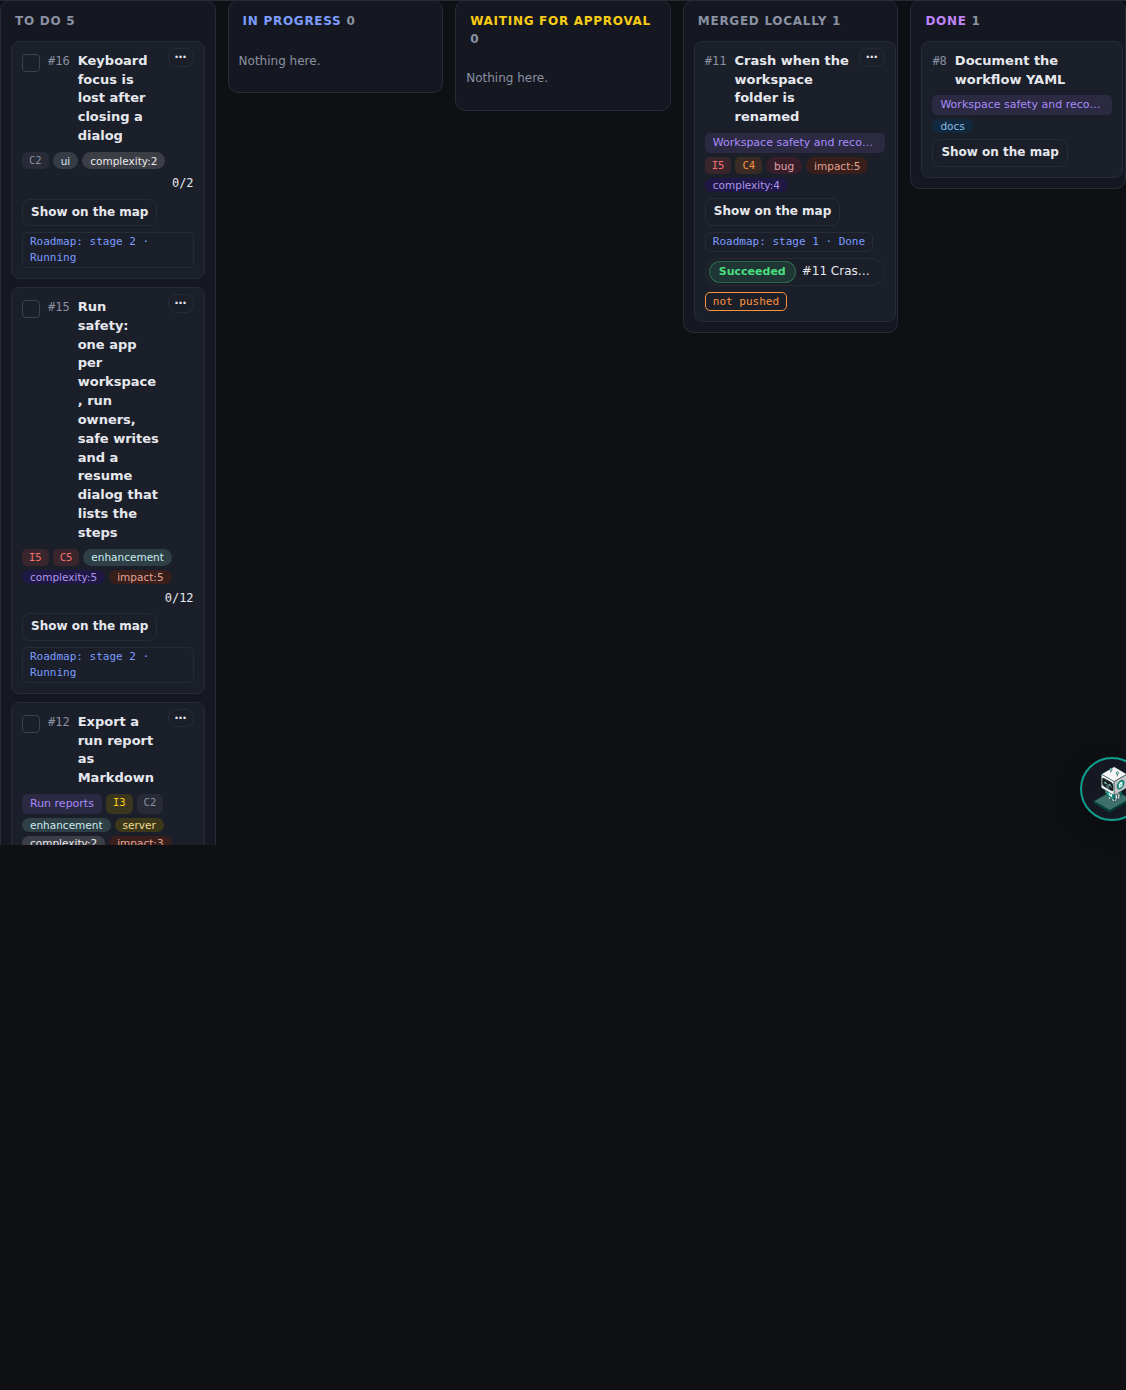 TO DO 5
#16 Keyboard
focus is
lost after
closing a
dialog
···
C2 ui complexity:2
0/2
Show on the map
Roadmap: stage 2 ·
Running
#15 Run
safety:
one app
per
workspace
, run
owners,
safe writes
and a
resume
dialog that
lists the
steps
···
I5 C5 enhancement
complexity:5 impact:5
0/12
Show on the map
Roadmap: stage 2 ·
Running
#12 Export a
run report
as
Markdown
···
Run reports I3 C2
enhancement server
complexity:2 impact:3
IN PROGRESS 0
Nothing here.
WAITING FOR APPROVAL
0
Nothing here.
MERGED LOCALLY 1
#11 Crash when the
workspace
folder is
renamed
···
Workspace safety and reco…
I5 C4 bug impact:5
complexity:4
Show on the map
Roadmap: stage 1 · Done
Succeeded #11 Cras…
not pushed
DONE 1
#8 Document the
workflow YAML
Workspace safety and reco…
docs
Show on the map